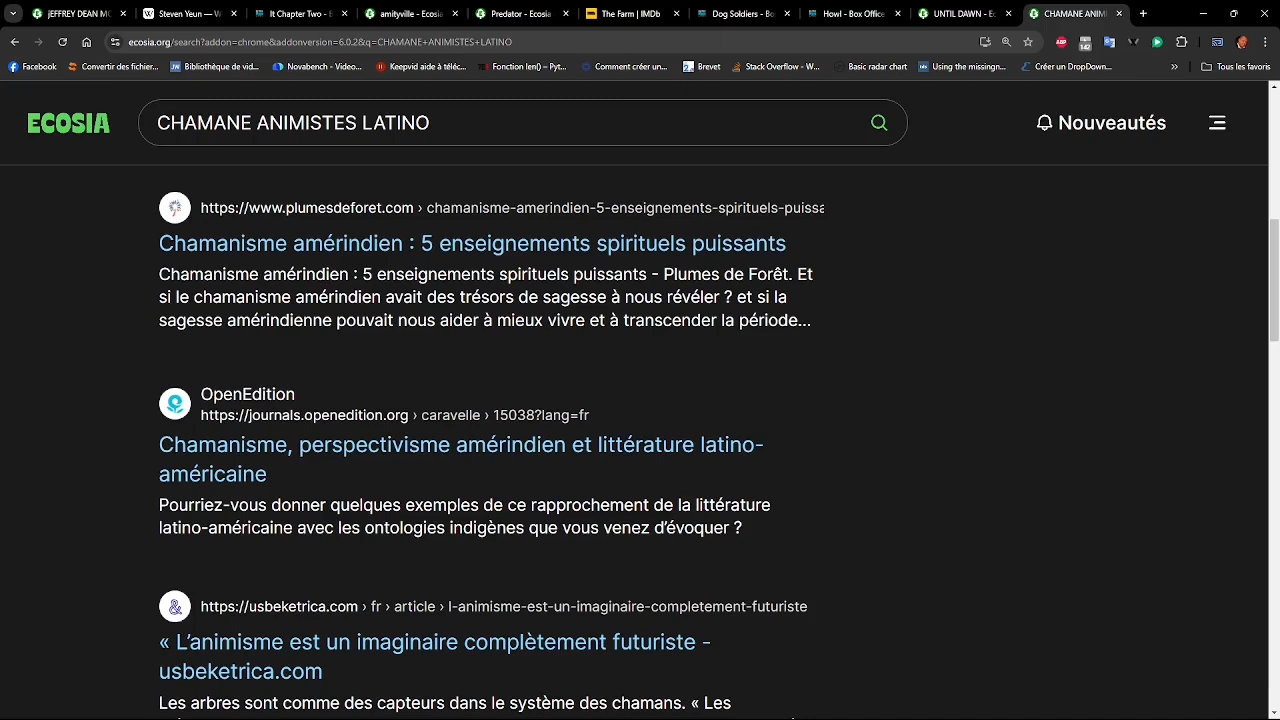 jEFFREY DEAN MO
Steven Yeun — W
It Chapter Two - B
amityville - Ecosia
Predator - Ecosia
The Farm | IMDb
Dog Soldiers - Bo
Howl - Box Office
UNTIL DAWN - Ec
CHAMANE ANIMI
ecosia.org/search?addon=chrome&addonversion=6.0.2&q=CHAMANE+ANIMISTES+LATINO
Facebook
Convertir des fichier...
Bibliothèque de vid...
Novabench - Video...
Keepvid aide à téléc...
Fonction len() – Pyt...
Comment créer un...
Brevet
Stack Overflow - W...
Basic radar chart
Using the missingn...
Créer un DropDown...
»
Tous les favoris
ECOSIA
CHAMANE ANIMISTES LATINO
Nouveautés
https://www.plumesdeforet.com › chamanisme-amerindien-5-enseignements-spirituels-puissa
Chamanisme amérindien : 5 enseignements spirituels puissants
Chamanisme amérindien : 5 enseignements spirituels puissants - Plumes de Forêt. Et
si le chamanisme amérindien avait des trésors de sagesse à nous révéler ? et si la
sagesse amérindienne pouvait nous aider à mieux vivre et à transcender la période...
OpenEdition
https://journals.openedition.org › caravelle › 15038?lang=fr
Chamanisme, perspectivisme amérindien et littérature latino-
américaine
Pourriez-vous donner quelques exemples de ce rapprochement de la littérature
latino-américaine avec les ontologies indigènes que vous venez d'évoquer ?
https://usbeketrica.com › fr › article › l-animisme-est-un-imaginaire-completement-futuriste
« L'animisme est un imaginaire complètement futuriste -
usbeketrica.com
Les arbres sont comme des capteurs dans le système des chamans. « Les